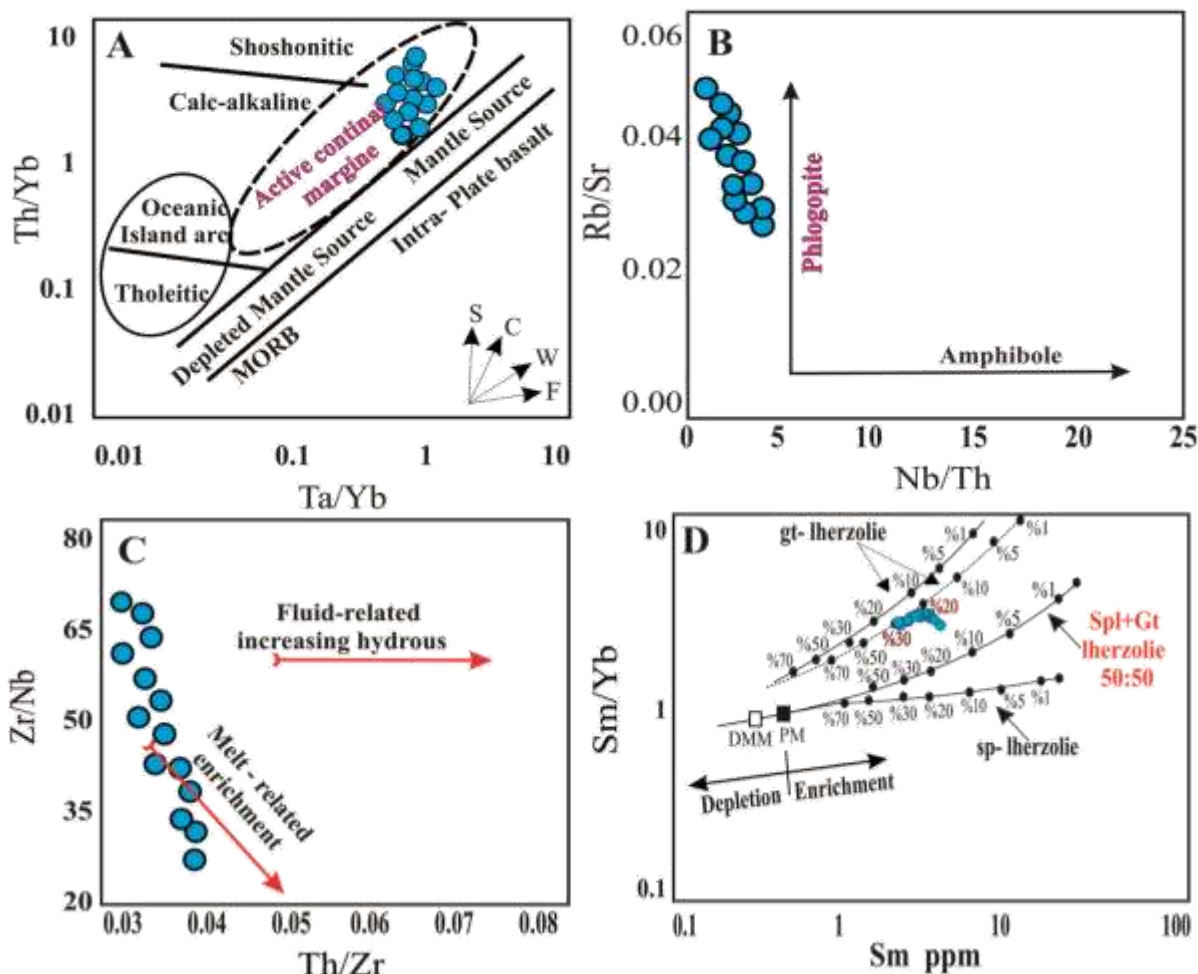 A
Shoshonitic
Calc-alkaline
Active continal
margine
Oceanic
Island arc
Tholeitic
Mantle Source
Intra- Plate basalt
Depleted Mantle Source
MORB
S
C
W
F
10
1
0.1
0.01
Th/Yb
0.01 0.1 1 10
Ta/Yb
B
0.06
0.04
0.02
0.00
Rb/Sr
Phlogopite
Amphibole
0 5 10 15 20 25
Nb/Th
C
80
65
50
35
20
Zr/Nb
Fluid-related
increasing hydrous
Melt - related
enrichment
0.03 0.04 0.05 0.06 0.07 0.08
Th/Zr
D
10
1
0.1
Sm/Yb
gt- lherzolie
%1
%5
%10
%20
%30
%50
%70
%1
%5
%10
%20
%30
%50
%70
%1
%5
%10
%20
%30
%50
Spl+Gt
lherzolie
50:50
%70 %50 %30 %20 %10 %5 %1
sp- lherzolie
DMM PM
Depletion Enrichment
0.1 1 10 100
Sm ppm